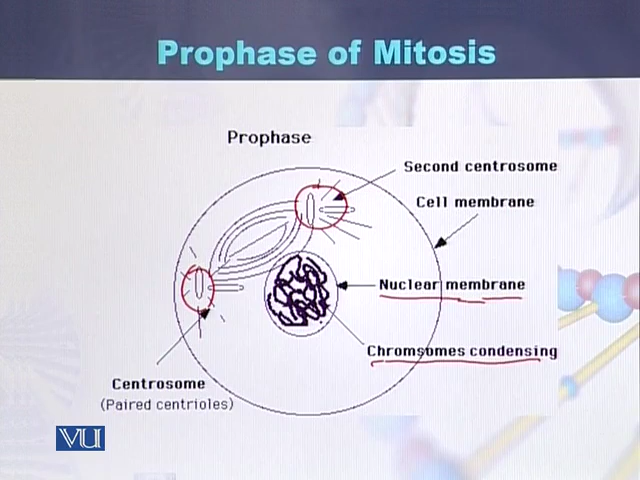 Prophase of Mitosis
Prophase
Second centrosome
Cell membrane
Nuclear membrane
Chromsomes condensing
Centrosome
(Paired centrioles)
VU